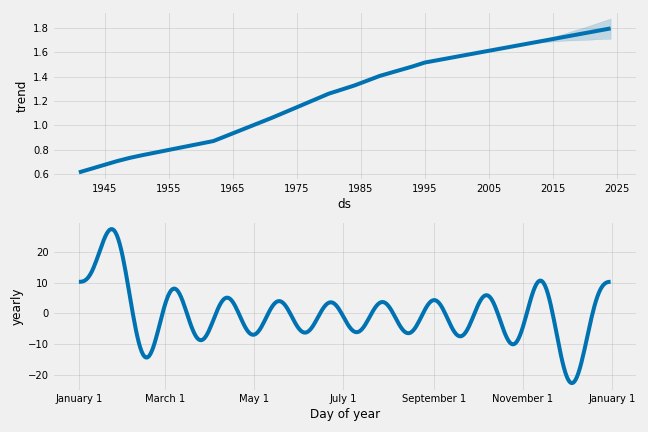 1.8
1.6
1.4
1.2
1.0
0.8
0.6
trend
1945 1955 1965 1975 1985 1995 2005 2015 2025
ds
20
10
0
−10
−20
yearly
January 1 March 1 May 1 July 1 September 1 November 1 January 1
Day of year